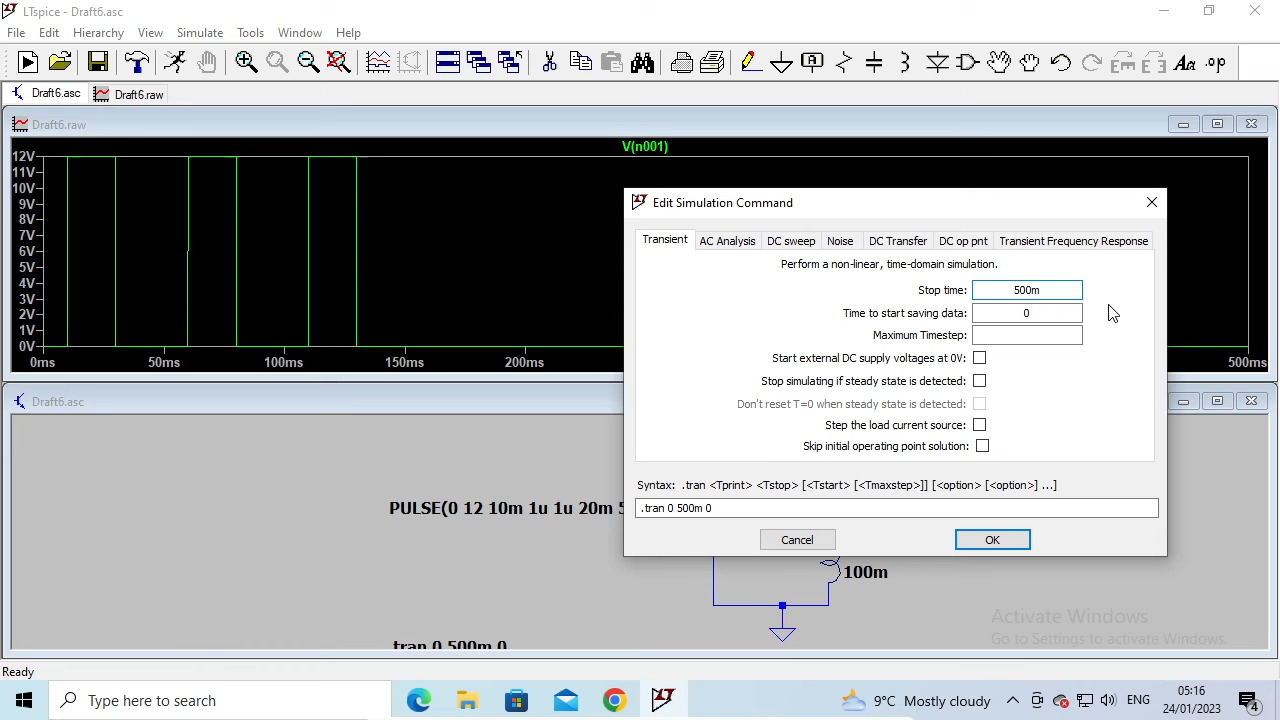 LTspice - Draft6.asc
File Edit Hierarchy View Simulate Tools Window Help
Draft6.asc Draft6.raw
Draft6.raw
V(n001)
12V
11V
10V
9V
8V
7V
6V
5V
4V
3V
2V
1V
0V
0ms 50ms 100ms 150ms 200ms 500ms
Edit Simulation Command
Transient AC Analysis DC sweep Noise DC Transfer DC op pnt Transient Frequency Response
Perform a non-linear, time-domain simulation.
Stop time: 500m
Time to start saving data: 0
Maximum Timestep:
Start external DC supply voltages at 0V:
Stop simulating if steady state is detected:
Don't reset T=0 when steady state is detected:
Step the load current source:
Skip initial operating point solution:
Syntax: .tran <Tprint> <Tstop> [<Tstart> [<Tmaxstep>]] [<option> [<option>] ...]
.tran 0 500m 0
Cancel OK
Draft6.asc
PULSE(0 12 10m 1u 1u 20m 5
100m
.tran 0 500m 0
Activate Windows
Go to Settings to activate Windows.
Ready
Type here to search
9°C Mostly cloudy
ENG
05:16
24/01/2023
4